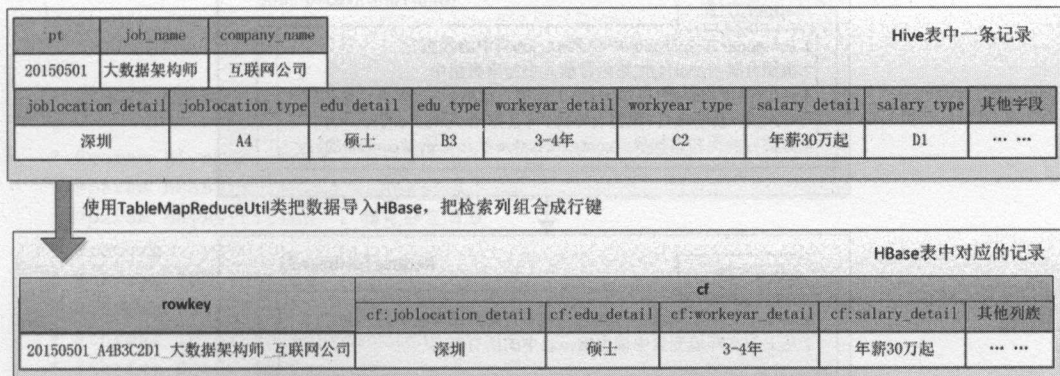 Hive表中一条记录
pt job_name company_name
20150501 大数据架构师 互联网公司
joblocation_detail joblocation_type edu_detail edu_type workeyar_detail workyear_type salary_detail salary_type 其他字段
深圳 A4 硕士 B3 3-4年 C2 年薪30万起 D1 … …
使用TableMapReduceUtil类把数据导入HBase，把检索列组合成行键
HBase表中对应的记录
rowkey cf
cf:joblocation_detail cf:edu_detail cf:workeyar_detail cf:salary_detail 其他列族
20150501_A4B3C2D1_大数据架构师_互联网公司 深圳 硕士 3-4年 年薪30万起 … …